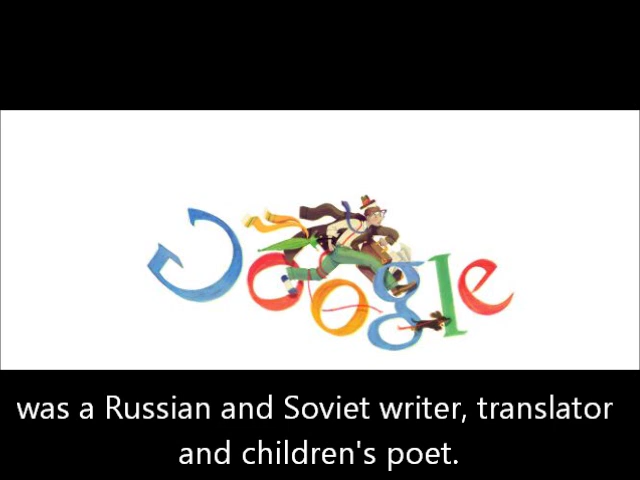 Google
was a Russian and Soviet writer, translator
and children's poet.